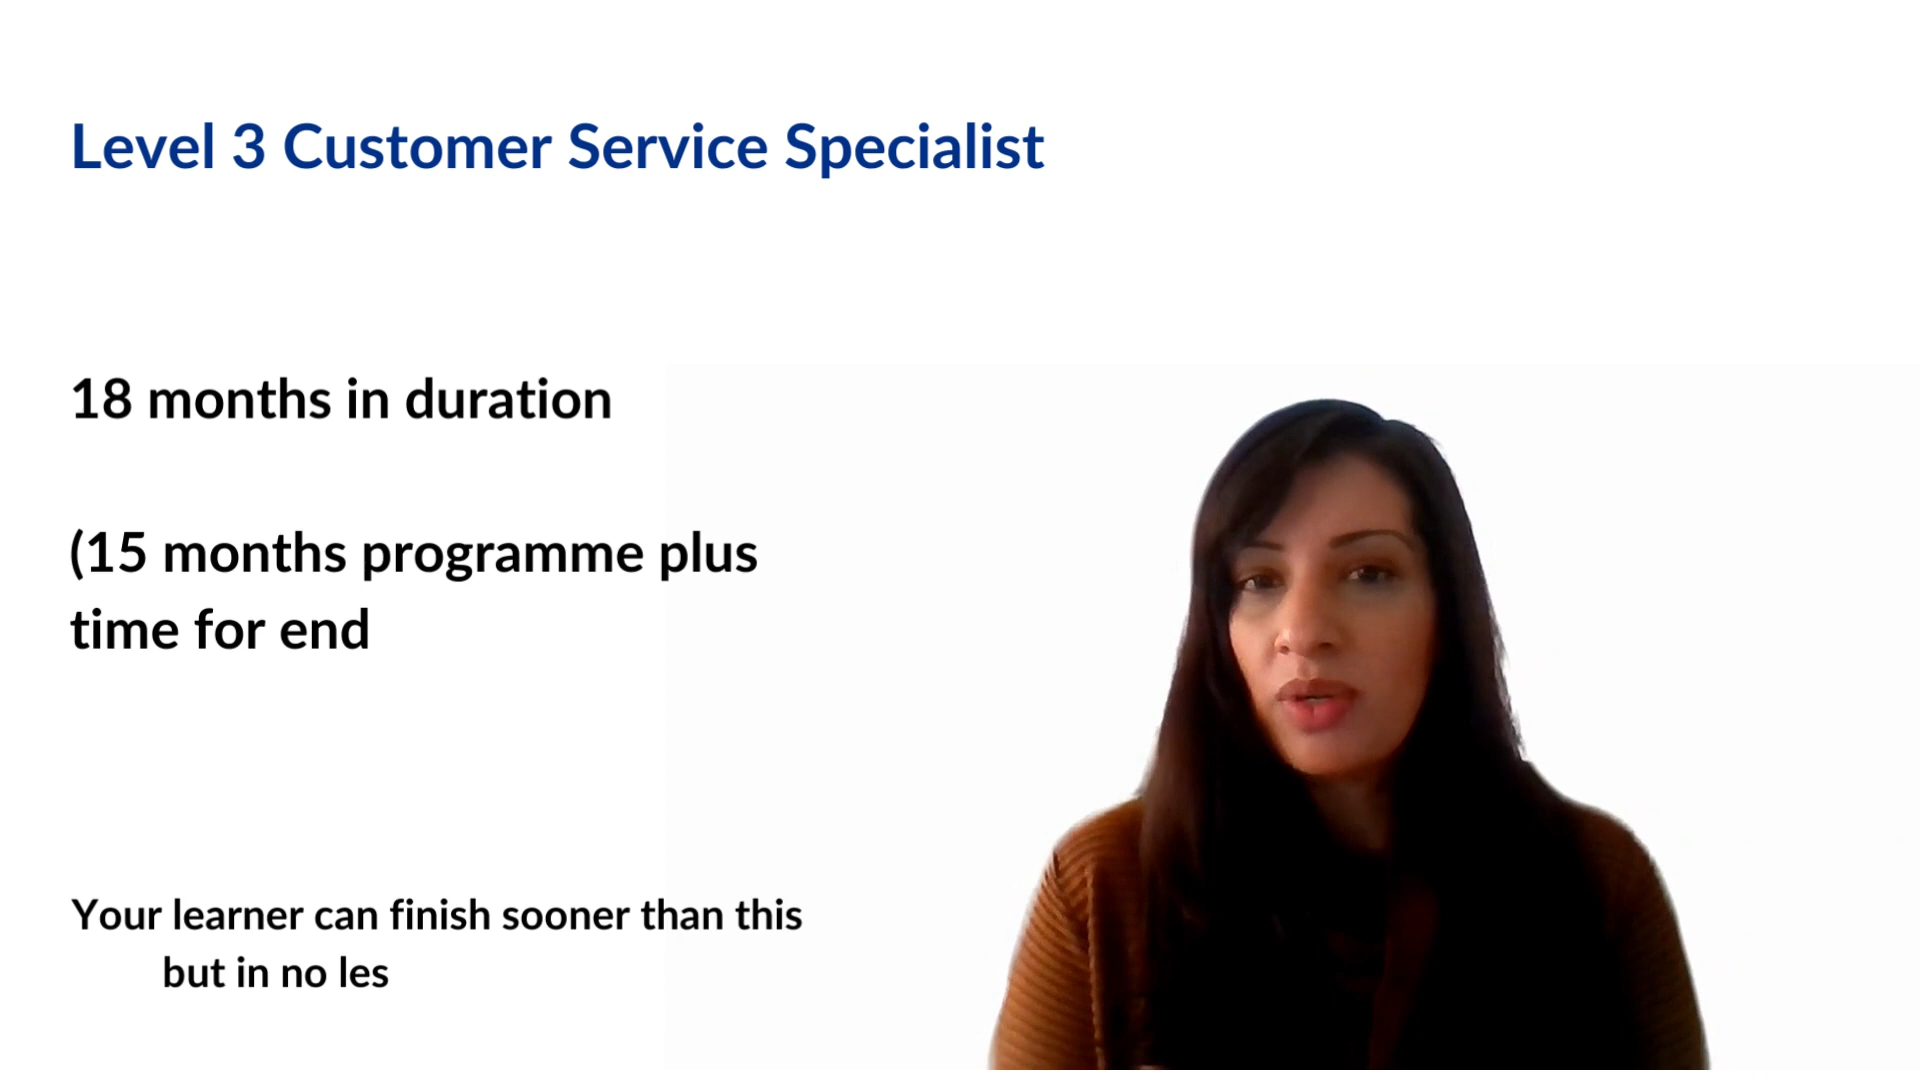 Level 3 Customer Service Specialist
18 months in duration
(15 months programme plus
time for end
Your learner can finish sooner than this
but in no les